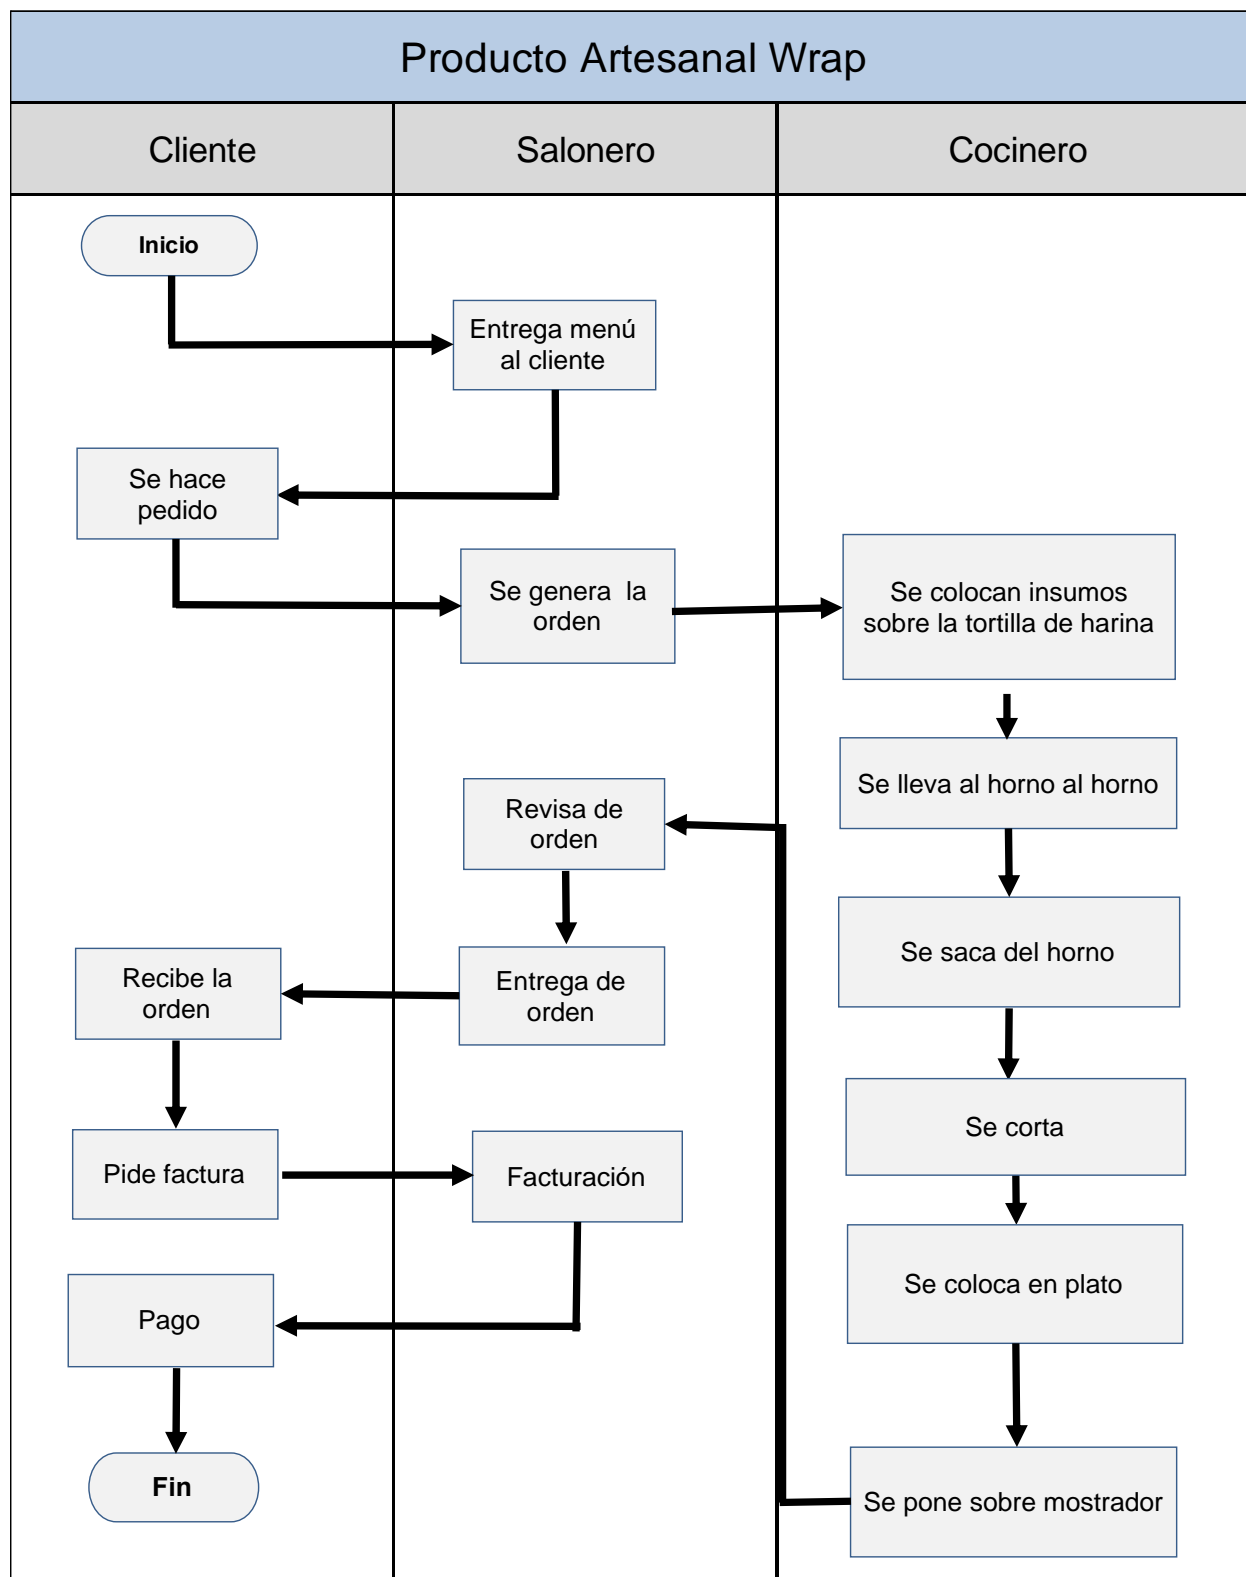 Producto Artesanal Wrap
Cliente
Salonero
Cocinero
Inicio
Entrega menú
al cliente
Se hace
pedido
Se genera la
orden
Se colocan insumos
sobre la tortilla de harina
Se lleva al horno al horno
Revisa de
orden
Se saca del horno
Recibe la
orden
Entrega de
orden
Se corta
Pide factura
Facturación
Se coloca en plato
Pago
Fin
Se pone sobre mostrador